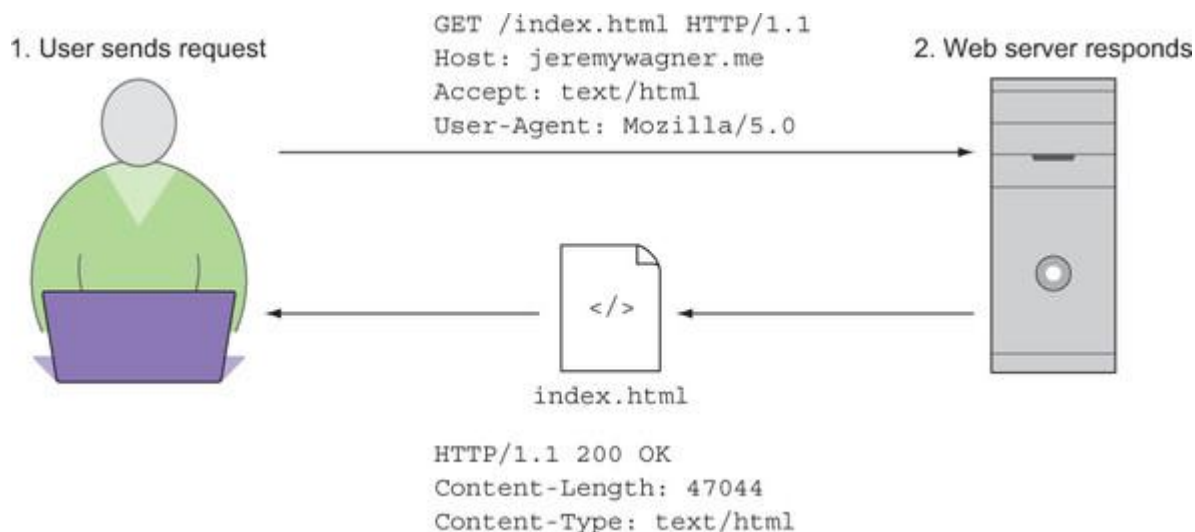 1. User sends request
GET /index.html HTTP/1.1
Host: jeremywagner.me
Accept: text/html
User-Agent: Mozilla/5.0
2. Web server responds
</>
index.html
HTTP/1.1 200 OK
Content-Length: 47044
Content-Type: text/html